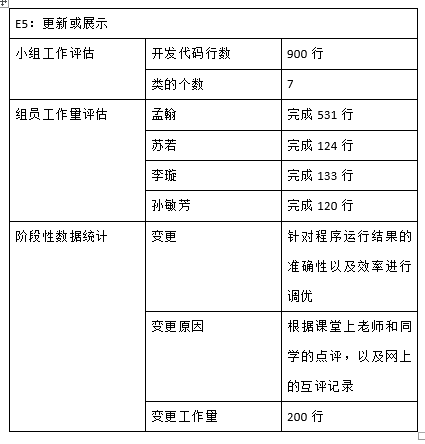 E5：更新或展示
小组工作评估
开发代码行数
900 行
类的个数
7
组员工作量评估
孟翰
完成 531 行
苏若
完成 124 行
李璇
完成 133 行
孙敏芳
完成 120 行
阶段性数据统计
变更
针对程序运行结果的
准确性以及效率进行
调优
变更原因
根据课堂上老师和同
学的点评，以及网上
的互评记录
变更工作量
200 行